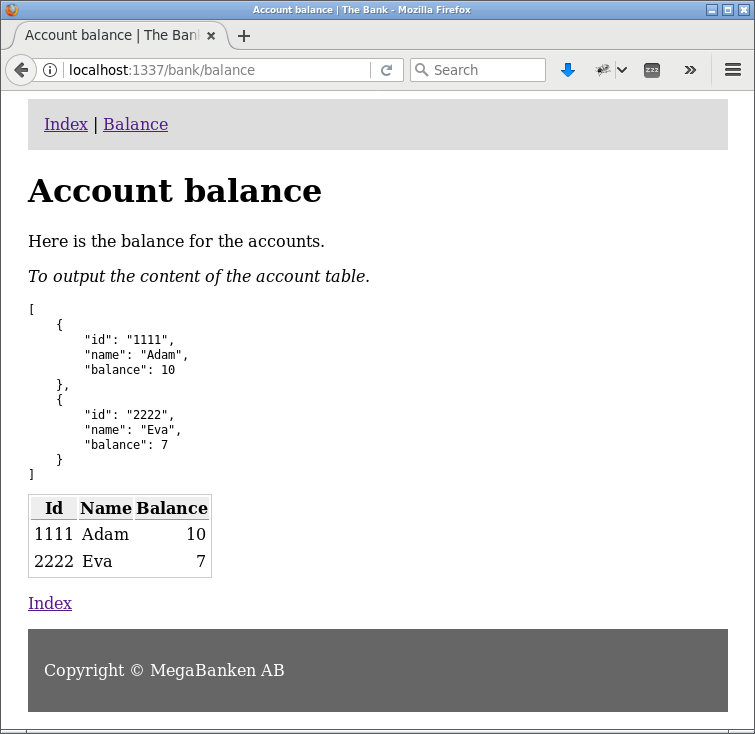 Account balance | The Bank - Mozilla Firefox
Account balance | The Ban
localhost:1337/bank/balance
Search
zzz
Index | Balance
Account balance
Here is the balance for the accounts.
To output the content of the account table.
[
    {
        "id": "1111",
        "name": "Adam",
        "balance": 10
    },
    {
        "id": "2222",
        "name": "Eva",
        "balance": 7
    }
]
Id Name Balance
1111 Adam 10
2222 Eva 7
Index
Copyright © MegaBanken AB